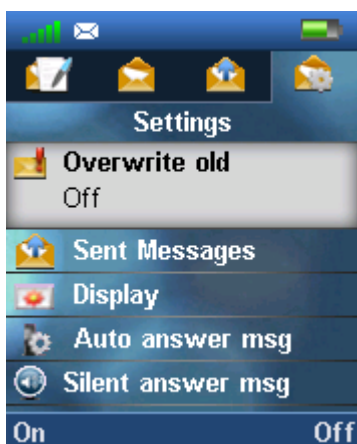 Settings
Overwrite old
Off
Sent Messages
Display
Auto answer msg
Silent answer msg
On Off